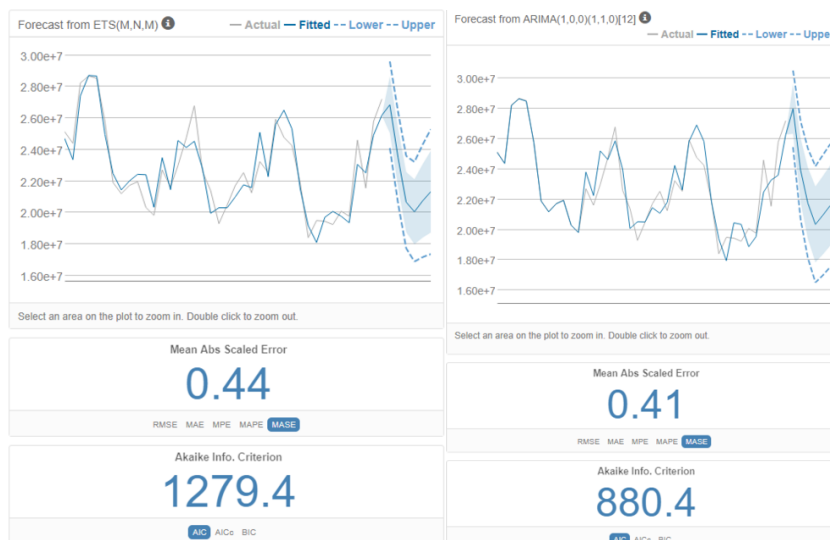 Forecast from ETS(M,N,M)
Actual Fitted Lower Upper
3.00e+7
2.80e+7
2.60e+7
2.40e+7
2.20e+7
2.00e+7
1.80e+7
1.60e+7
Select an area on the plot to zoom in. Double click to zoom out.
Mean Abs Scaled Error
0.44
RMSE MAE MPE MAPE MASE
Akaike Info. Criterion
1279.4
AIC AICc BIC
Forecast from ARIMA(1,0,0)(1,1,0)[12]
Actual Fitted Lower Uppe
3.00e+7
2.80e+7
2.60e+7
2.40e+7
2.20e+7
2.00e+7
1.80e+7
1.60e+7
Select an area on the plot to zoom in. Double click to zoom out.
Mean Abs Scaled Error
0.41
RMSE MAE MPE MAPE MASE
Akaike Info. Criterion
880.4
AIC AICc BIC